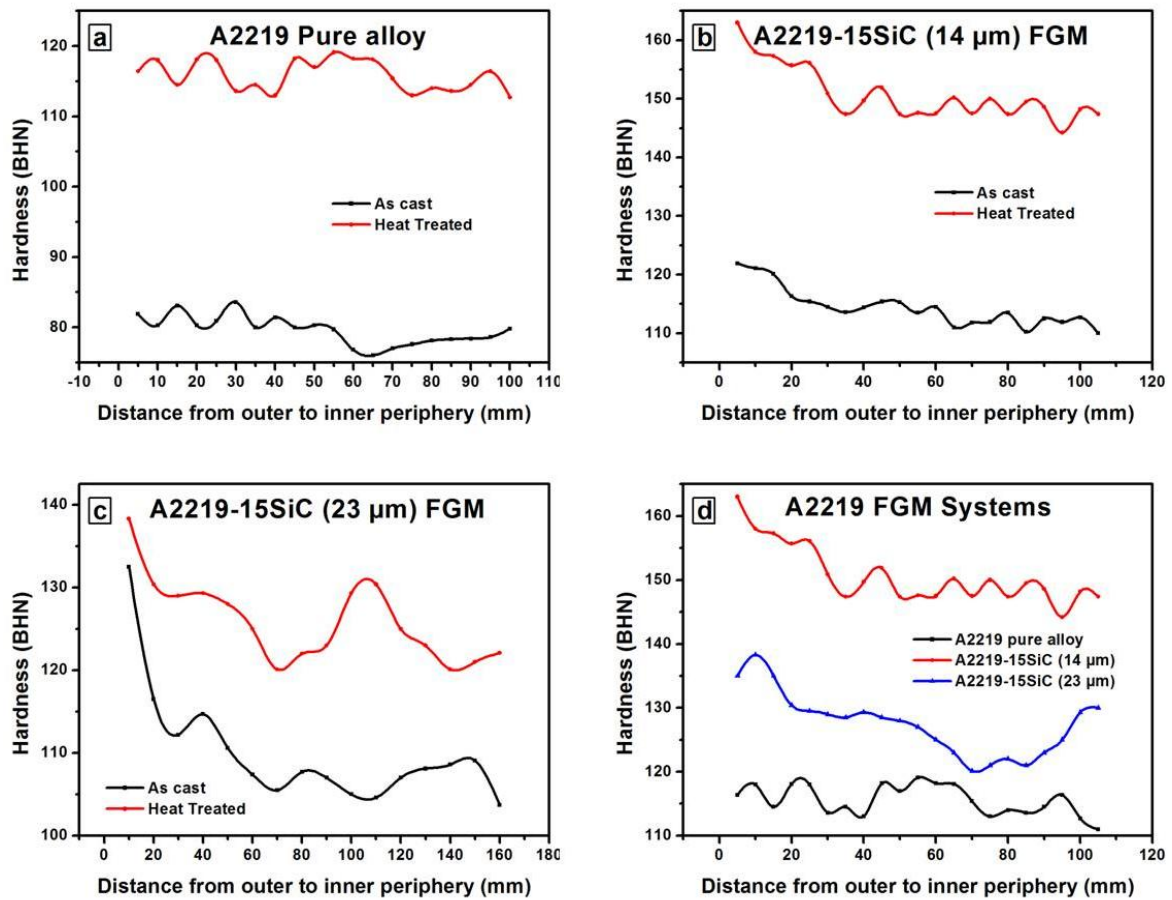 a
A2219 Pure alloy
Hardness (BHN)
120
110
100
90
80
As cast
Heat Treated
-10 0 10 20 30 40 50 60 70 80 90 100 110
Distance from outer to inner periphery (mm)
b
A2219-15SiC (14 µm) FGM
Hardness (BHN)
160
150
140
130
120
110
As cast
Heat Treated
0 20 40 60 80 100 120
Distance from outer to inner periphery (mm)
c
A2219-15SiC (23 µm) FGM
Hardness (BHN)
140
130
120
110
100
As cast
Heat Treated
0 20 40 60 80 100 120 140 160 180
Distance from outer to inner periphery (mm)
d
A2219 FGM Systems
Hardness (BHN)
160
150
140
130
120
110
A2219 pure alloy
A2219-15SiC (14 µm)
A2219-15SiC (23 µm)
0 20 40 60 80 100 120
Distance from outer to inner periphery (mm)